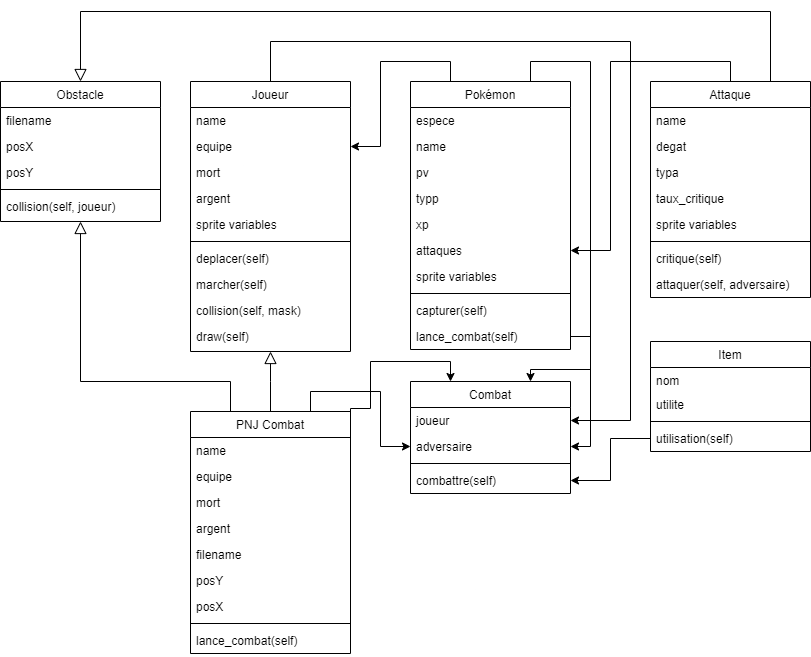 Obstacle
filename
posX
posY
collision(self, joueur)
Joueur
name
equipe
mort
argent
sprite variables
deplacer(self)
marcher(self)
collision(self, mask)
draw(self)
Pokémon
espece
name
pv
typp
xp
attaques
sprite variables
capturer(self)
lance_combat(self)
Attaque
name
degat
typa
taux_critique
sprite variables
critique(self)
attaquer(self, adversaire)
Item
nom
utilite
utilisation(self)
Combat
joueur
adversaire
combattre(self)
PNJ Combat
name
equipe
mort
argent
filename
posY
posX
lance_combat(self)